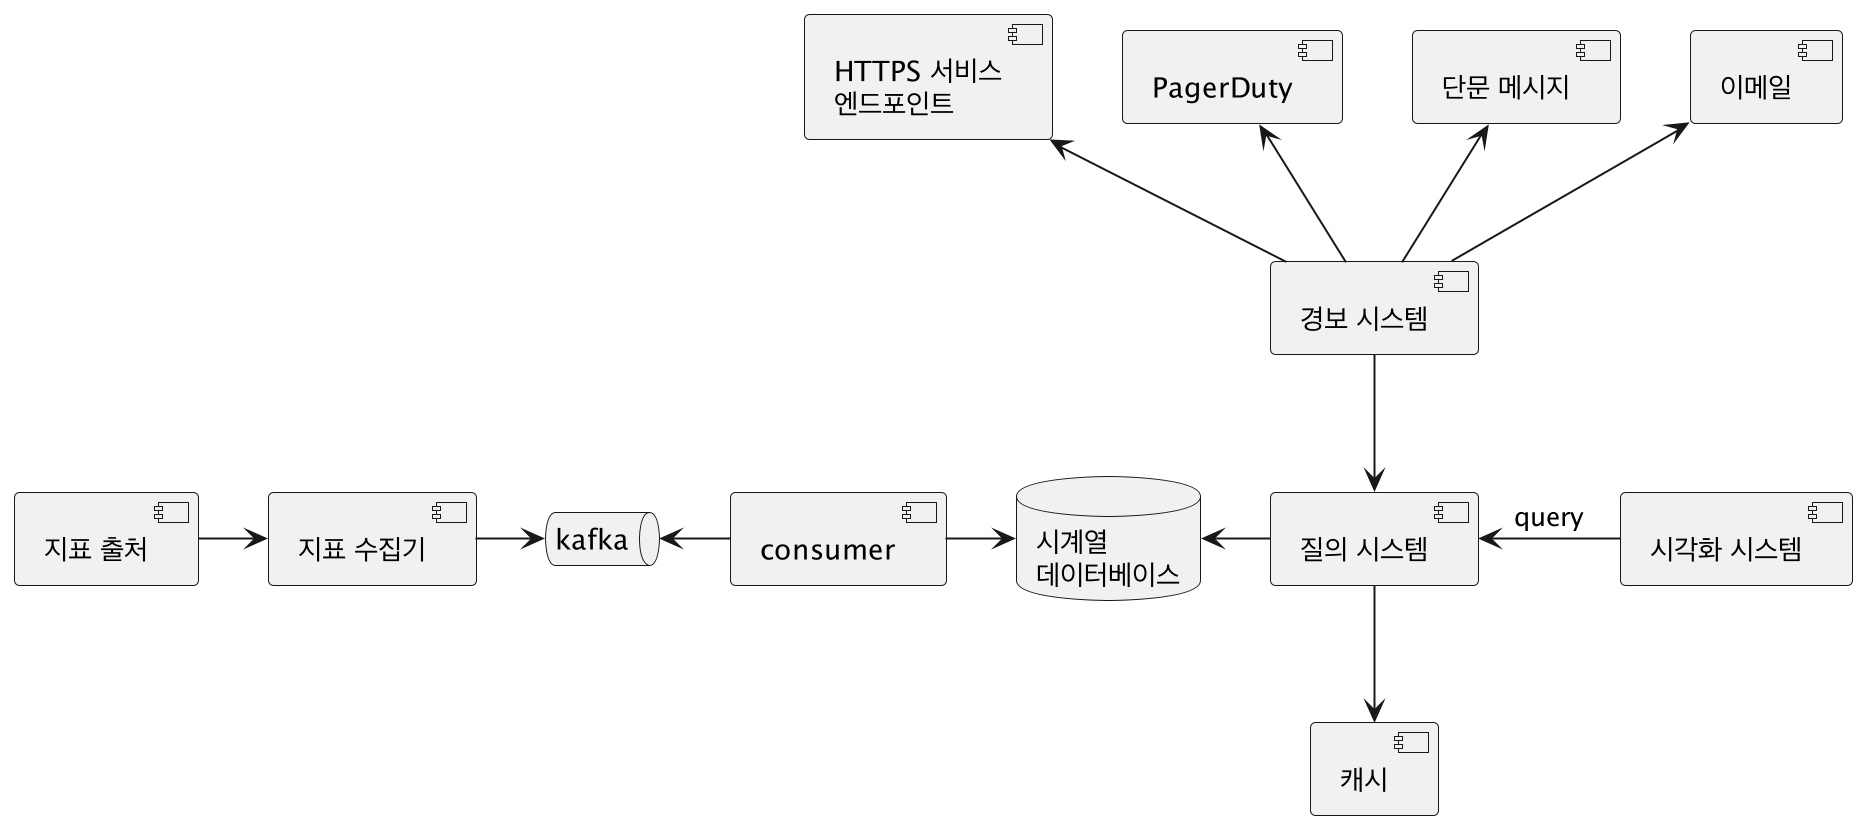 HTTPS 서비스
엔드포인트
PagerDuty
단문 메시지
이메일
경보 시스템
지표 출처
지표 수집기
kafka
consumer
시계열
데이터베이스
질의 시스템
query
시각화 시스템
캐시